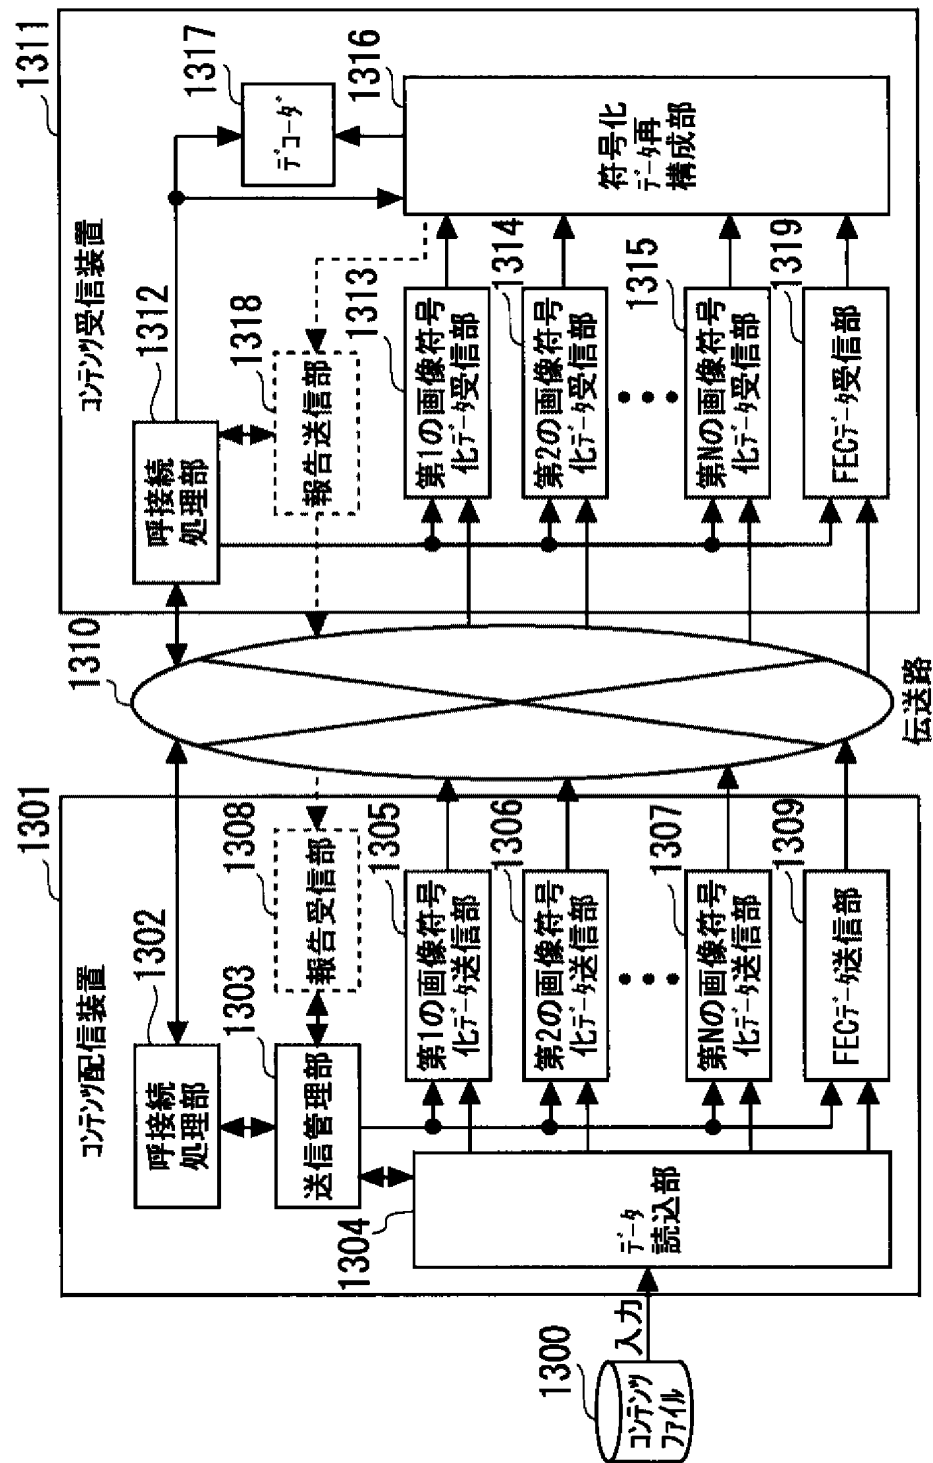 1301
コンテンツ配信装置
1302
呼接続
処理部
1303
送信管理部
1308
報告受信部
1304
データ
読込部
1305
第1の画像符号
化データ送信部
1306
第2の画像符号
化データ送信部
1307
第Nの画像符号
化データ送信部
1309
FECデータ送信部
1300
コンテンツ
ファイル
入力
1310
伝送路
1311
コンテンツ受信装置
1312
呼接続
処理部
1318
報告送信部
1313
第1の画像符号
化データ受信部
1314
第2の画像符号
化データ受信部
1315
第Nの画像符号
化データ受信部
1319
FECデータ受信部
1317
デコーダ
1316
符号化
データ再
構成部